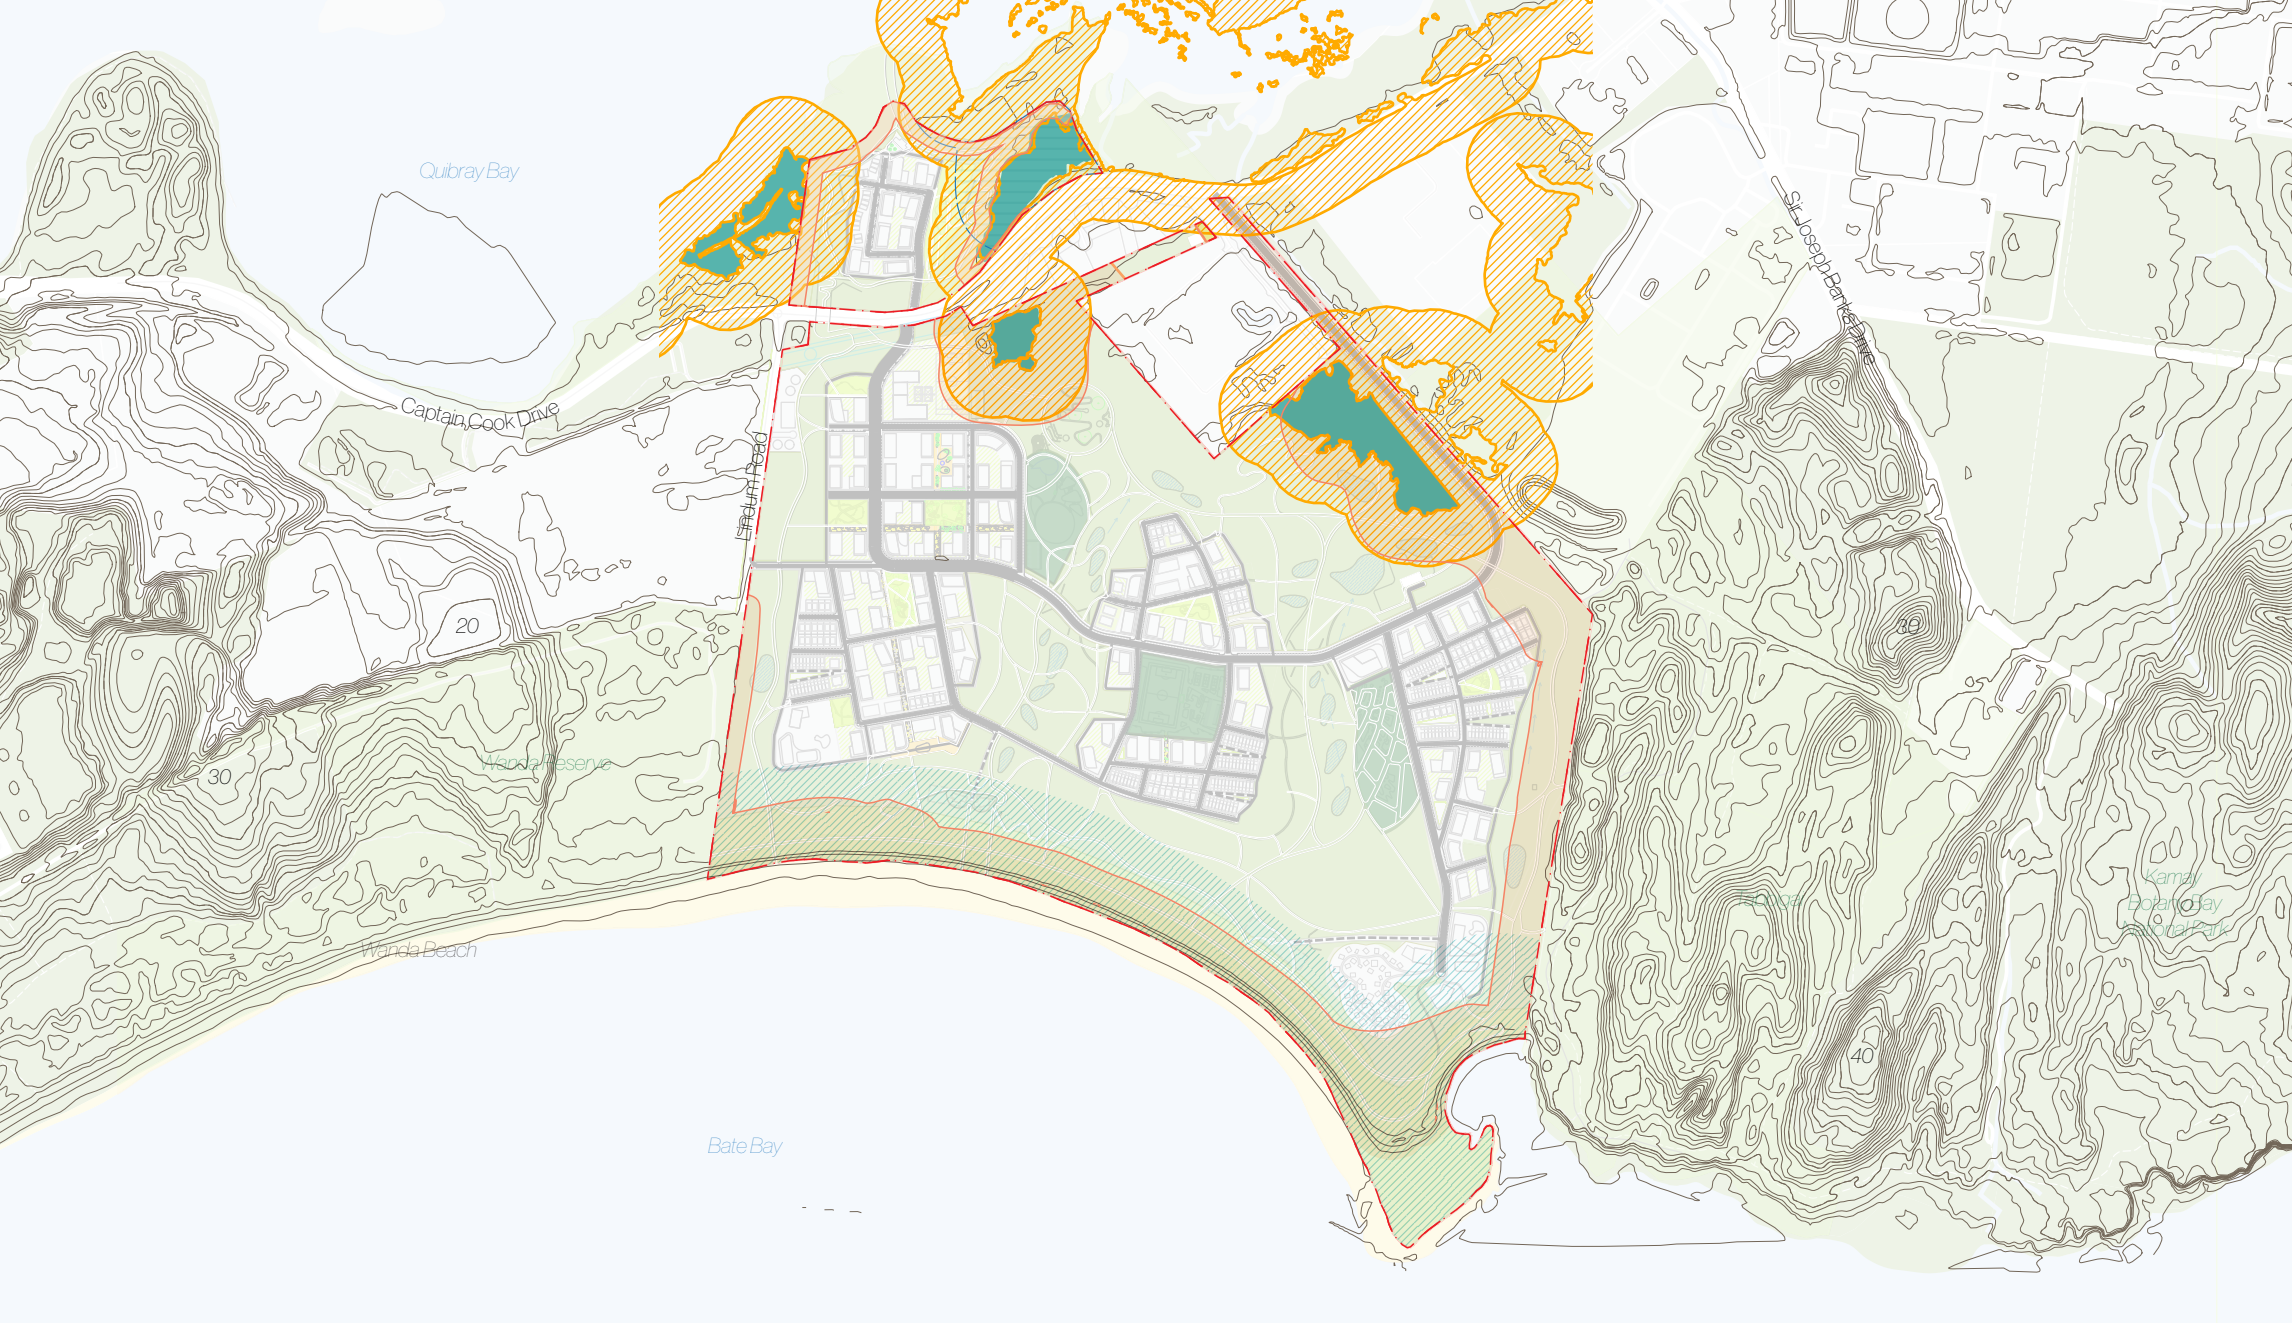 Quibray Bay
Sir Joseph Banks Drive
Captain Cook Drive
Lindum Road
20
30
30
Wanda Reserve
Kamay
Botany Bay
National Park
Wanda Beach
40
Bate Bay